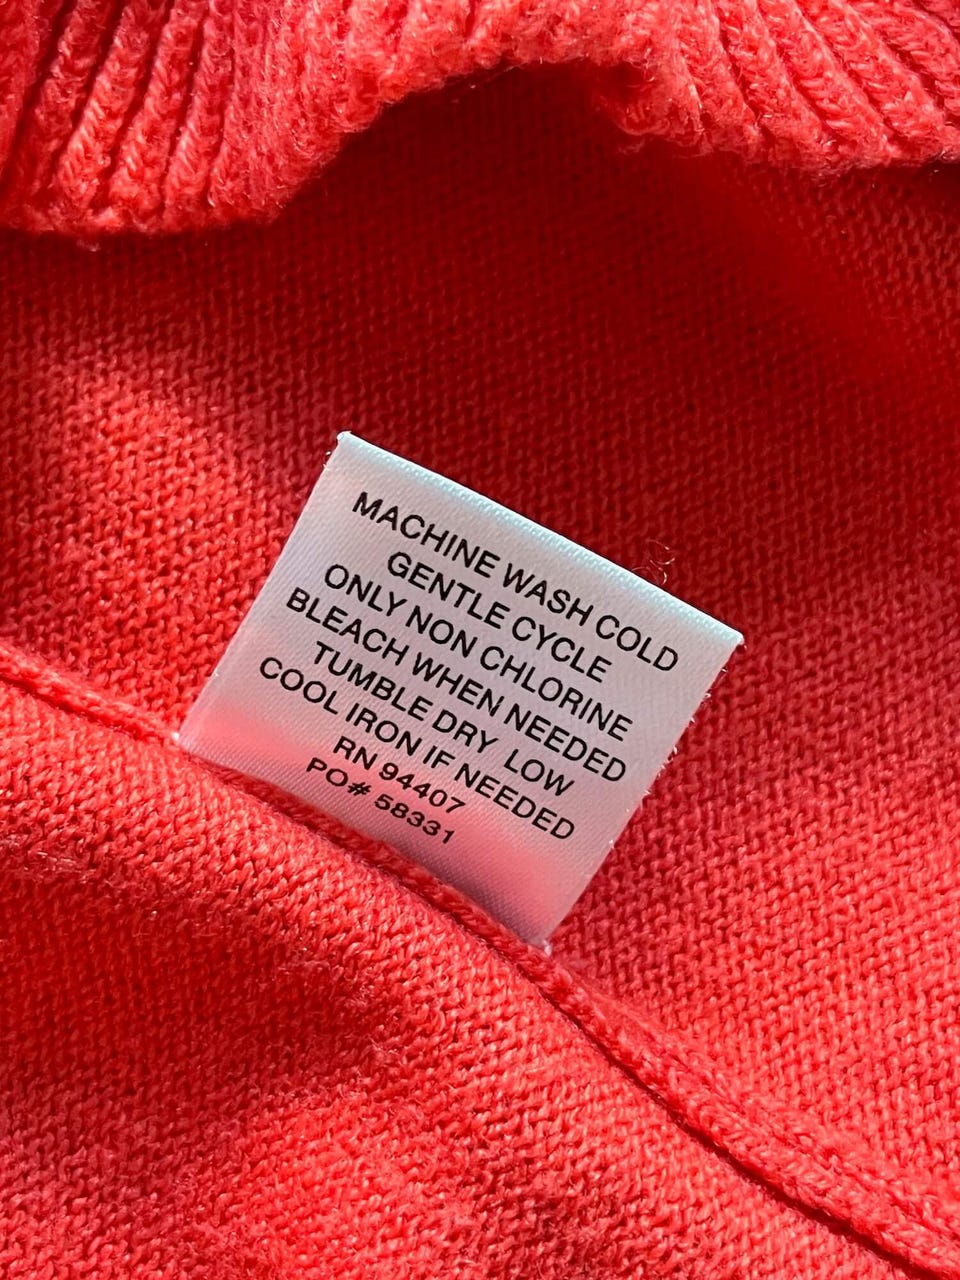 MACHINE WASH COLD
GENTLE CYCLE
ONLY NON CHLORINE
BLEACH WHEN NEEDED
TUMBLE DRY LOW
COOL IRON IF NEEDED
RN 94407
PO# 58331